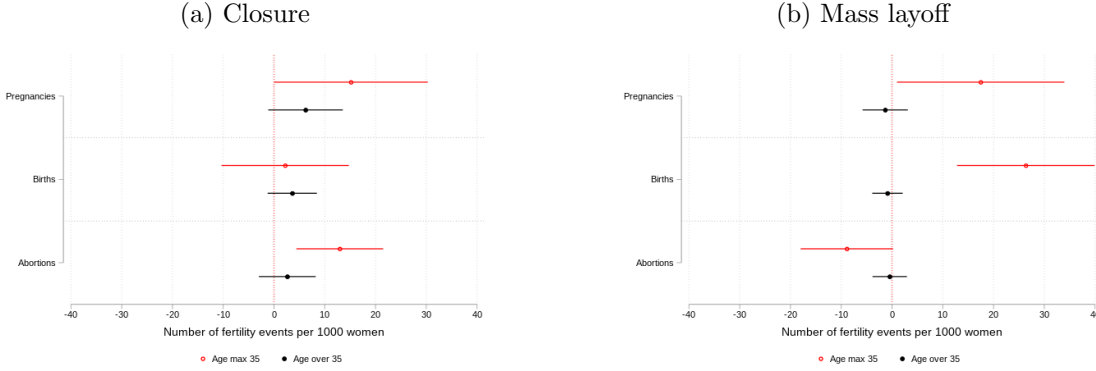 (a) Closure
Pregnancies
Births
Abortions
-40 -30 -20 -10 0 10 20 30 40
Number of fertility events per 1000 women
Age max 35 Age over 35
(b) Mass layoff
Pregnancies
Births
Abortions
-40 -30 -20 -10 0 10 20 30 40
Number of fertility events per 1000 women
Age max 35 Age over 35